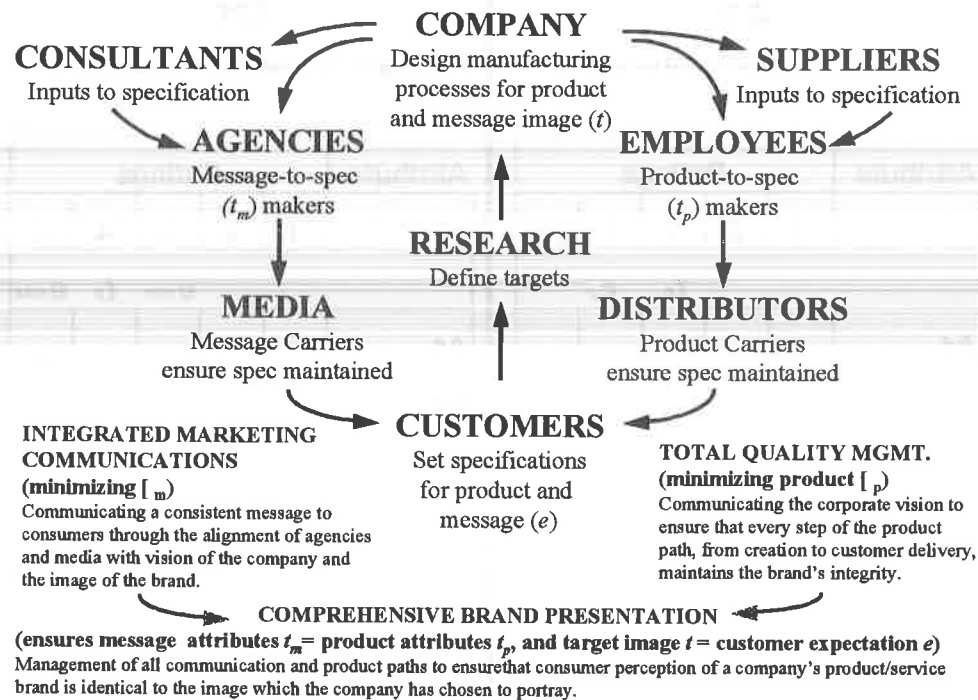 COMPANY
Design manufacturing
processes for product
and message image (t)
CONSULTANTS
Inputs to specification
SUPPLIERS
Inputs to specification
AGENCIES
Message-to-spec
(t_m) makers
EMPLOYEES
Product-to-spec
(t_p) makers
RESEARCH
Define targets
MEDIA
Message Carriers
ensure spec maintained
DISTRIBUTORS
Product Carriers
ensure spec maintained
CUSTOMERS
Set specifications
for product and
message (e)
INTEGRATED MARKETING
COMMUNICATIONS
(minimizing [ m)
Communicating a consistent message to
consumers through the alignment of agencies
and media with vision of the company and
the image of the brand.
TOTAL QUALITY MGMT.
(minimizing product [ p)
Communicating the corporate vision to
ensure that every step of the product
path, from creation to customer delivery,
maintains the brand's integrity.
COMPREHENSIVE BRAND PRESENTATION
(ensures message attributes t_m= product attributes t_p, and target image t = customer expectation e)
Management of all communication and product paths to ensurethat consumer perception of a company's product/service
brand is identical to the image which the company has chosen to portray.